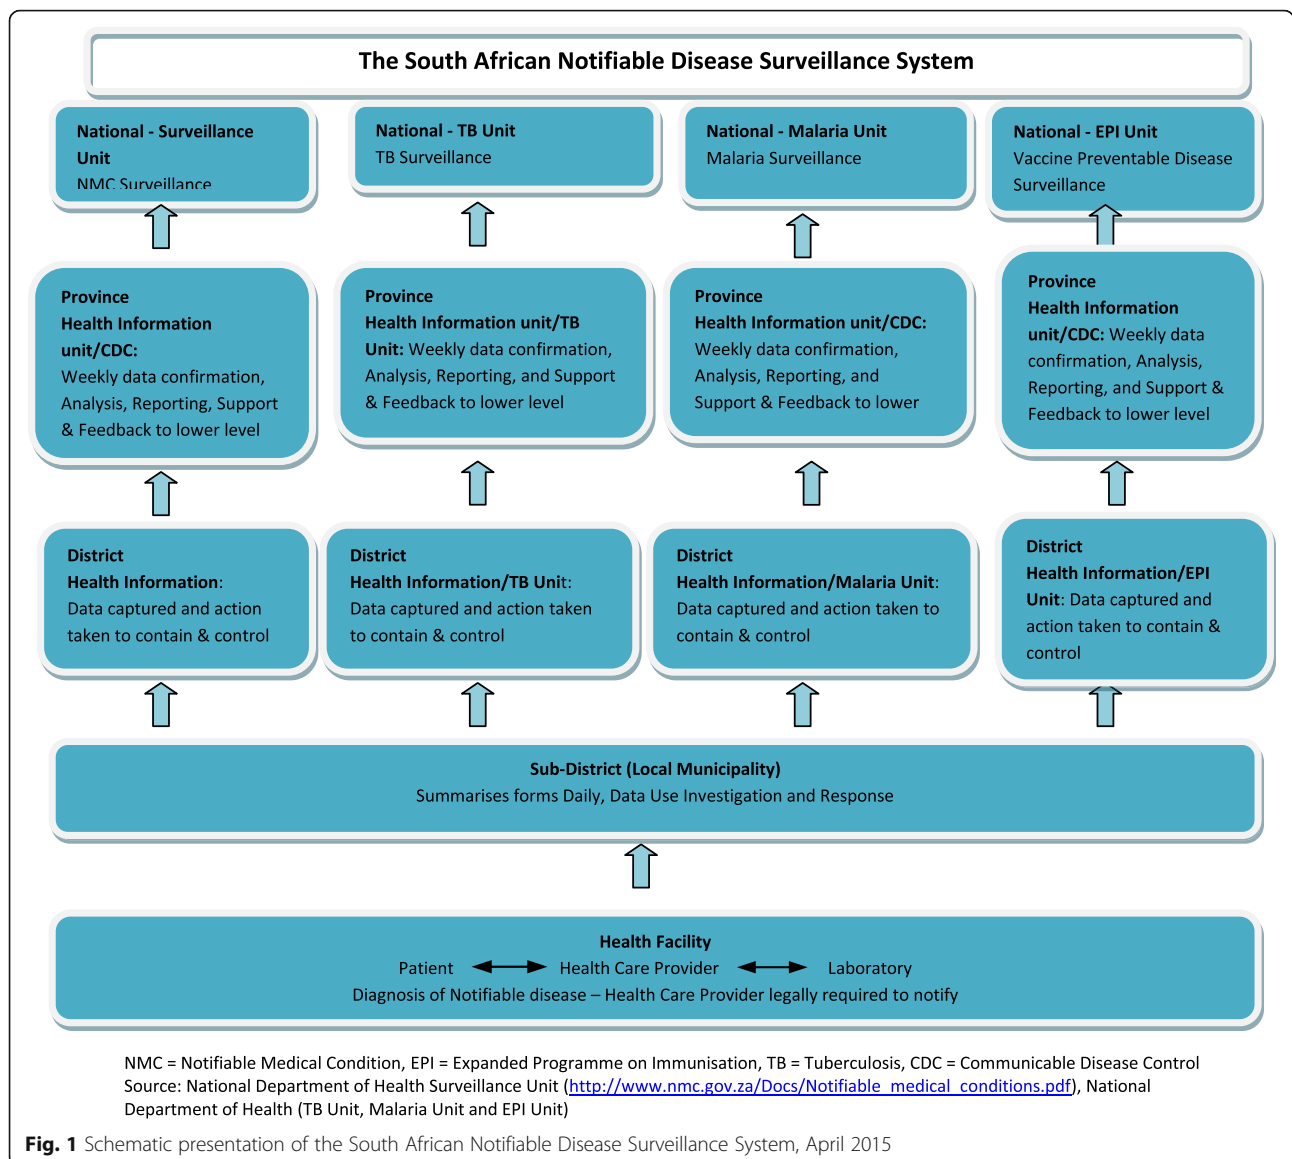 The South African Notifiable Disease Surveillance System
National - Surveillance
Unit
NMC Surveillance
National - TB Unit
TB Surveillance
National - Malaria Unit
Malaria Surveillance
National - EPI Unit
Vaccine Preventable Disease
Surveillance
Province
Health Information
unit/CDC:
Weekly data confirmation,
Analysis, Reporting, Support
& Feedback to lower level
Province
Health Information unit/TB
Unit: Weekly data confirmation,
Analysis, Reporting, and Support
& Feedback to lower level
Province
Health Information unit/CDC:
Weekly data confirmation,
Analysis, Reporting, and
Support & Feedback to lower
Province
Health Information
unit/CDC: Weekly data
confirmation, Analysis,
Reporting, and Support &
Feedback to lower level
District
Health Information:
Data captured and action
taken to contain & control
District
Health Information/TB Unit:
Data captured and action taken
to contain & control
District
Health Information/Malaria Unit:
Data captured and action taken to
contain & control
District
Health Information/EPI
Unit: Data captured and
action taken to contain &
control
Sub-District (Local Municipality)
Summarises forms Daily, Data Use Investigation and Response
Health Facility
Patient Health Care Provider Laboratory
Diagnosis of Notifiable disease – Health Care Provider legally required to notify
NMC = Notifiable Medical Condition, EPI = Expanded Programme on Immunisation, TB = Tuberculosis, CDC = Communicable Disease Control
Source: National Department of Health Surveillance Unit (http://www.nmc.gov.za/Docs/Notifiable_medical_conditions.pdf), National
Department of Health (TB Unit, Malaria Unit and EPI Unit)
Fig. 1 Schematic presentation of the South African Notifiable Disease Surveillance System, April 2015